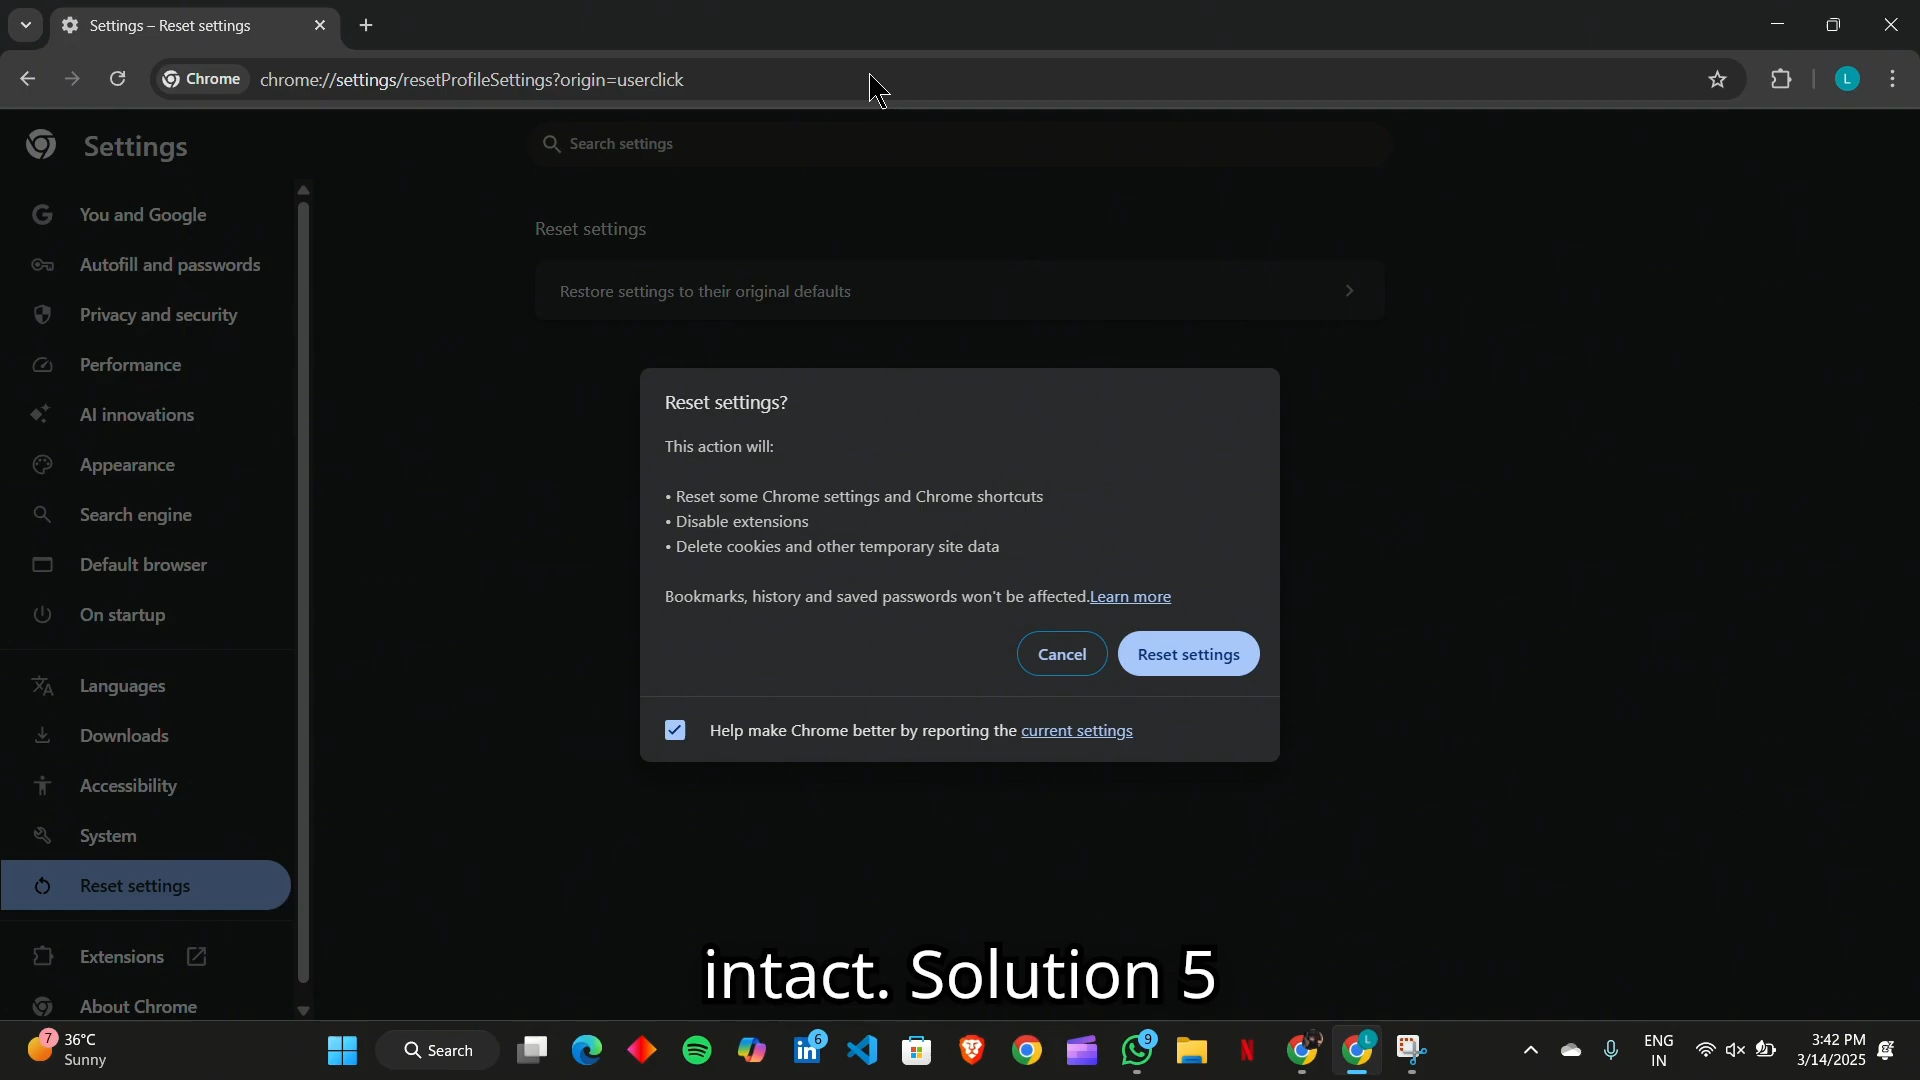 Settings – Reset settings
Chrome
chrome://settings/resetProfileSettings?origin=userclick
L
Settings
Search settings
You and Google
Autofill and passwords
Privacy and security
Performance
AI innovations
Appearance
Search engine
Default browser
On startup
Languages
Downloads
Accessibility
System
Reset settings
Extensions
About Chrome
Reset settings
Restore settings to their original defaults
Reset settings?
This action will:
• Reset some Chrome settings and Chrome shortcuts
• Disable extensions
• Delete cookies and other temporary site data
Bookmarks, history and saved passwords won't be affected.Learn more
Cancel
Reset settings
Help make Chrome better by reporting the current settings
intact. Solution 5
7
36°C
Sunny
Search
6
9
L
ENG
IN
3:42 PM
3/14/2025